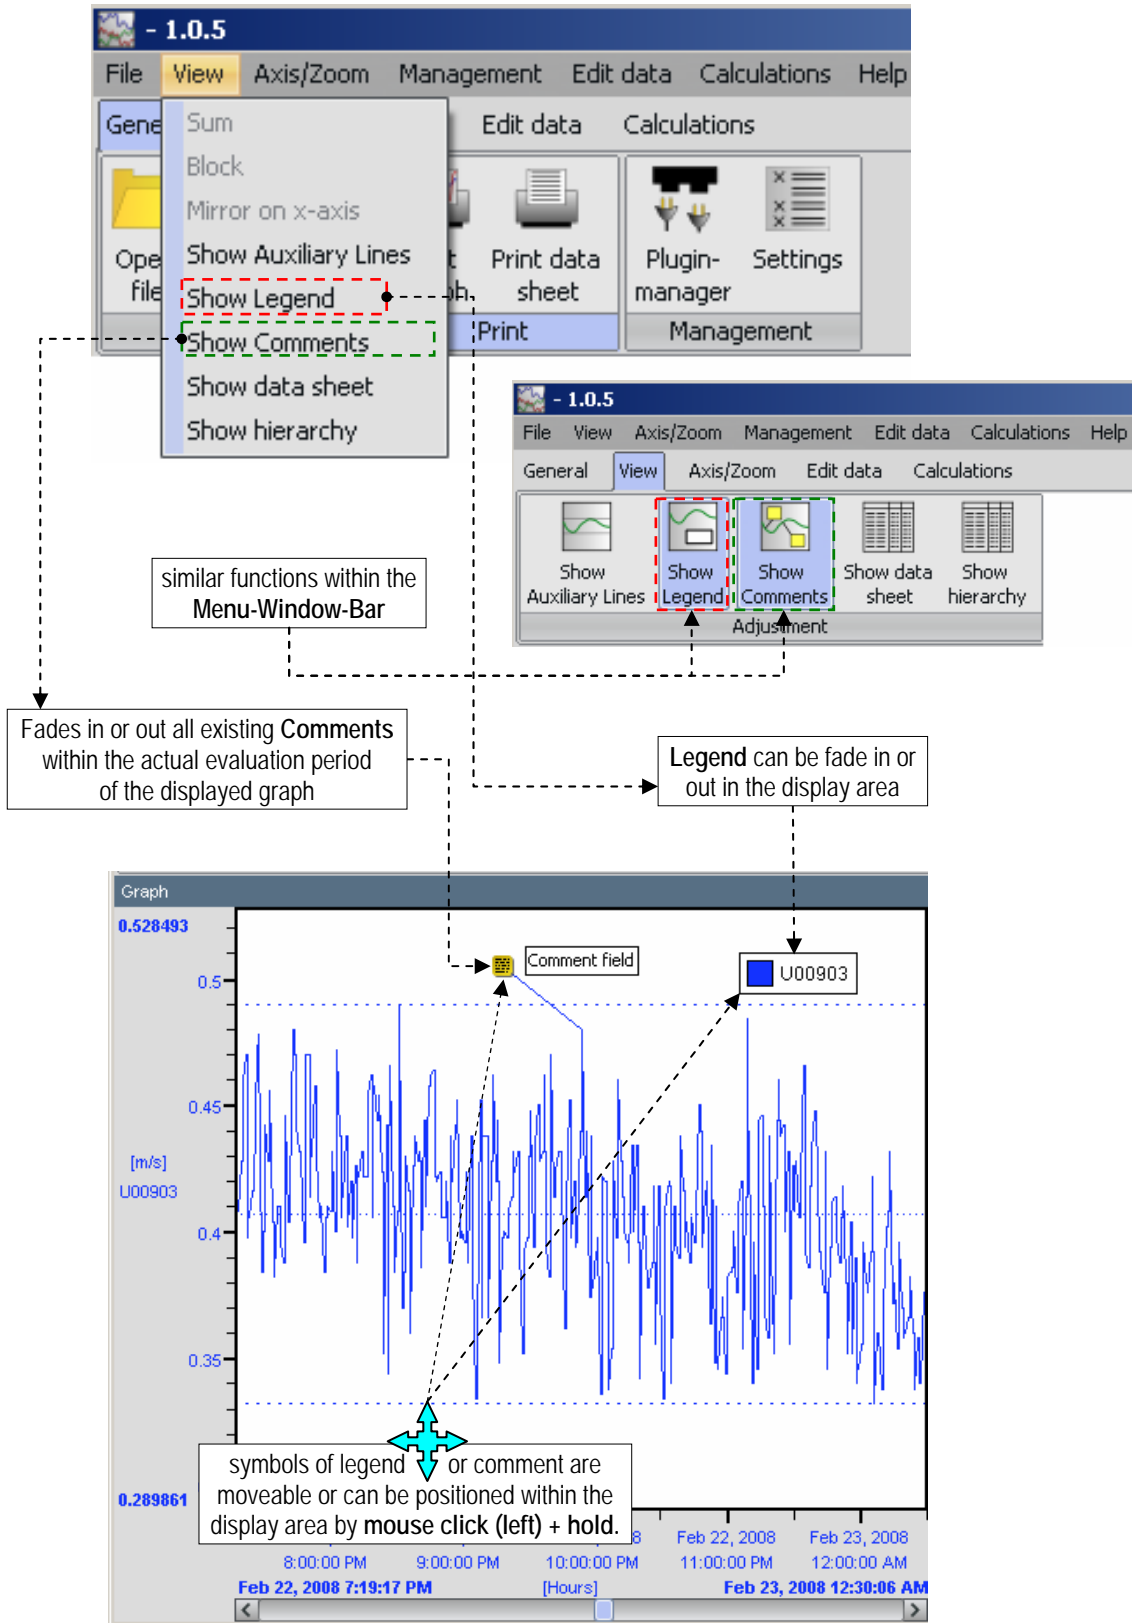 - 1.0.5
File View Axis/Zoom Management Edit data Calculations Help
Gene Edit data Calculations
Sum
Block
Mirror on x-axis
Show Auxiliary Lines
Show Legend
Show Comments
Show data sheet
Show hierarchy
Ope
file
Print data
sheet
Plugin-
manager
Settings
Print
Management
- 1.0.5
File View Axis/Zoom Management Edit data Calculations Help
General View Axis/Zoom Edit data Calculations
Show
Auxiliary Lines
Show
Legend
Show
Comments
Show data
sheet
Show
hierarchy
Adjustment
similar functions within the
Menu-Window-Bar
Fades in or out all existing Comments
within the actual evaluation period
of the displayed graph
Legend can be fade in or
out in the display area
Graph
0.528493
Comment field
U00903
0.5
0.45
[m/s]
U00903
0.4
0.35
symbols of legend or comment are
moveable or can be positioned within the
display area by mouse click (left) + hold.
0.289861
8 Feb 22, 2008 Feb 23, 2008
8:00:00 PM 9:00:00 PM 10:00:00 PM 11:00:00 PM 12:00:00 AM
Feb 22, 2008 7:19:17 PM [Hours] Feb 23, 2008 12:30:06 AM